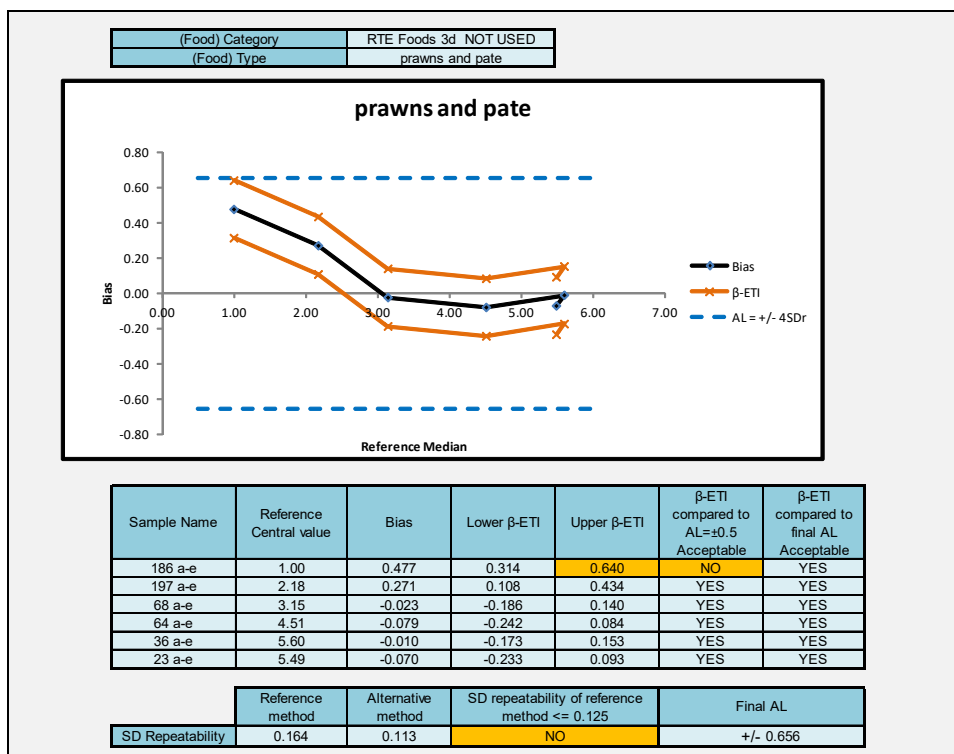 (Food) Category RTE Foods 3d NOT USED
(Food) Type prawns and pate
prawns and pate
0.80
0.60
0.40
0.20
0.00
-0.20
-0.40
-0.60
-0.80
0.00 1.00 2.00 3.00 4.00 5.00 6.00 7.00
Bias
Reference Median
Bias
β-ETI
AL = +/- 4SDr
Sample Name Reference Central value Bias Lower β-ETI Upper β-ETI β-ETI compared to AL=±0.5 Acceptable β-ETI compared to final AL Acceptable
186 a-e 1.00 0.477 0.314 0.640 NO YES
197 a-e 2.18 0.271 0.108 0.434 YES YES
68 a-e 3.15 -0.023 -0.186 0.140 YES YES
64 a-e 4.51 -0.079 -0.242 0.084 YES YES
36 a-e 5.60 -0.010 -0.173 0.153 YES YES
23 a-e 5.49 -0.070 -0.233 0.093 YES YES
Reference method Alternative method SD repeatability of reference method <= 0.125 Final AL
SD Repeatability 0.164 0.113 NO +/- 0.656